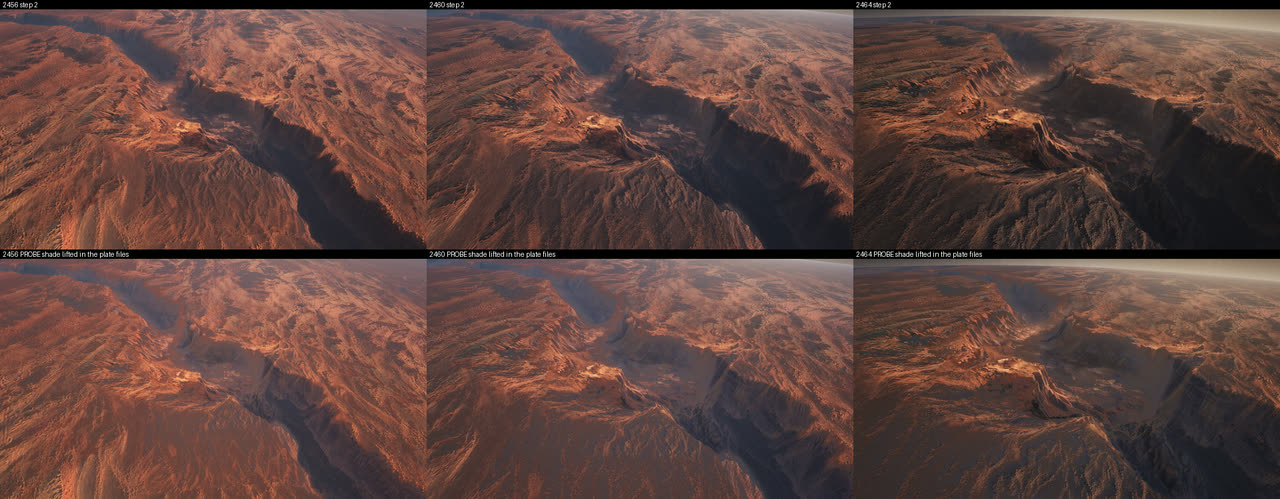 2456 step 2
2460 step 2
2464 step 2
2456 PROBE shade lifted in the plate files
2460 PROBE shade lifted in the plate files
2464 PROBE shade lifted in the plate files